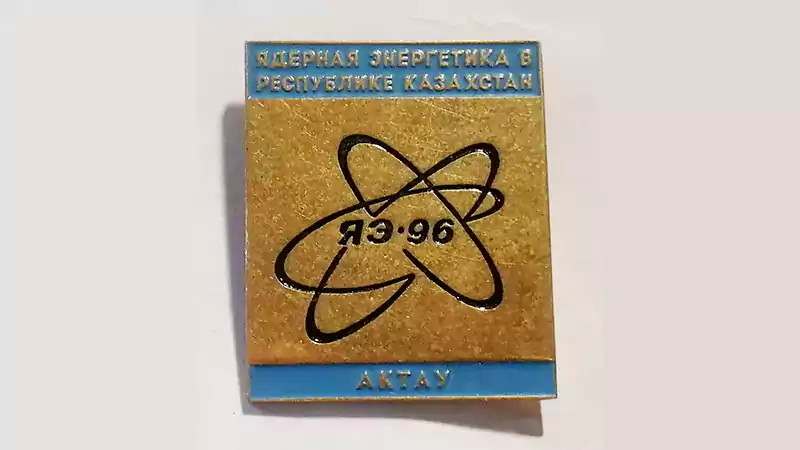 ЯДЕРНАЯ ЭНЕРГЕТИКА В
РЕСПУБЛИКЕ КАЗАХСТАН
ЯЭ·96
АКТАУ